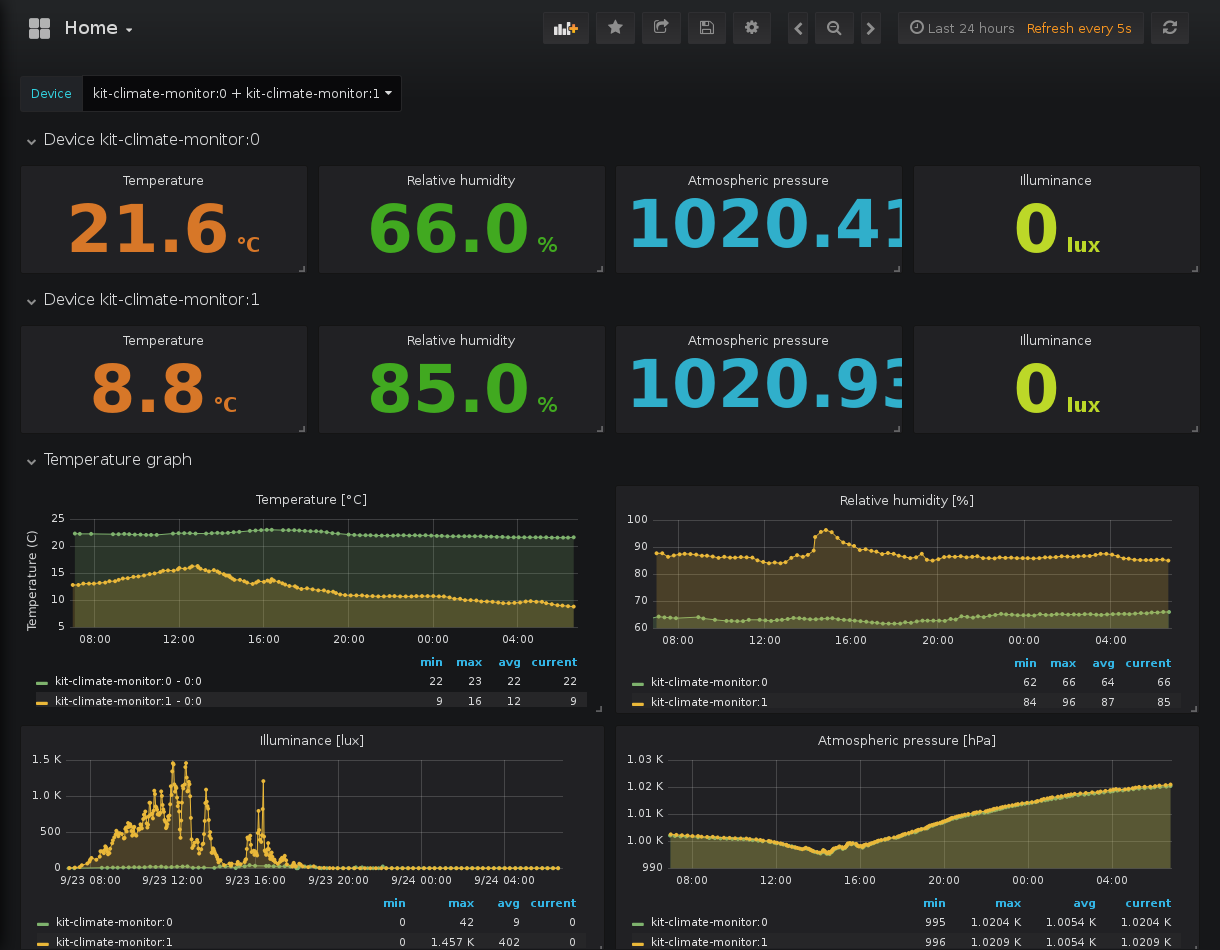 Home
Last 24 hours Refresh every 5s
Device kit-climate-monitor:0 + kit-climate-monitor:1
Device kit-climate-monitor:0
Temperature Relative humidity Atmospheric pressure Illuminance
21.6 °C 66.0 % 1020.41 0 lux
Device kit-climate-monitor:1
Temperature Relative humidity Atmospheric pressure Illuminance
8.8 °C 85.0 % 1020.93 0 lux
Temperature graph
Temperature [°C]
Temperature (C)
25
20
15
10
5
08:00 12:00 16:00 20:00 00:00 04:00
min max avg current
kit-climate-monitor:0 - 0:0 22 23 22 22
kit-climate-monitor:1 - 0:0 9 16 12 9
Relative humidity [%]
100
90
80
70
60
08:00 12:00 16:00 20:00 00:00 04:00
min max avg current
kit-climate-monitor:0 62 66 64 66
kit-climate-monitor:1 84 96 87 85
Illuminance [lux]
1.5 K
1.0 K
500
0
9/23 08:00 9/23 12:00 9/23 16:00 9/23 20:00 9/24 00:00 9/24 04:00
min max avg current
kit-climate-monitor:0 0 42 9 0
kit-climate-monitor:1 0 1.457 K 402 0
Atmospheric pressure [hPa]
1.03 K
1.02 K
1.01 K
1.00 K
990
08:00 12:00 16:00 20:00 00:00 04:00
min max avg current
kit-climate-monitor:0 995 1.0204 K 1.0054 K 1.0204 K
kit-climate-monitor:1 996 1.0209 K 1.0054 K 1.0209 K